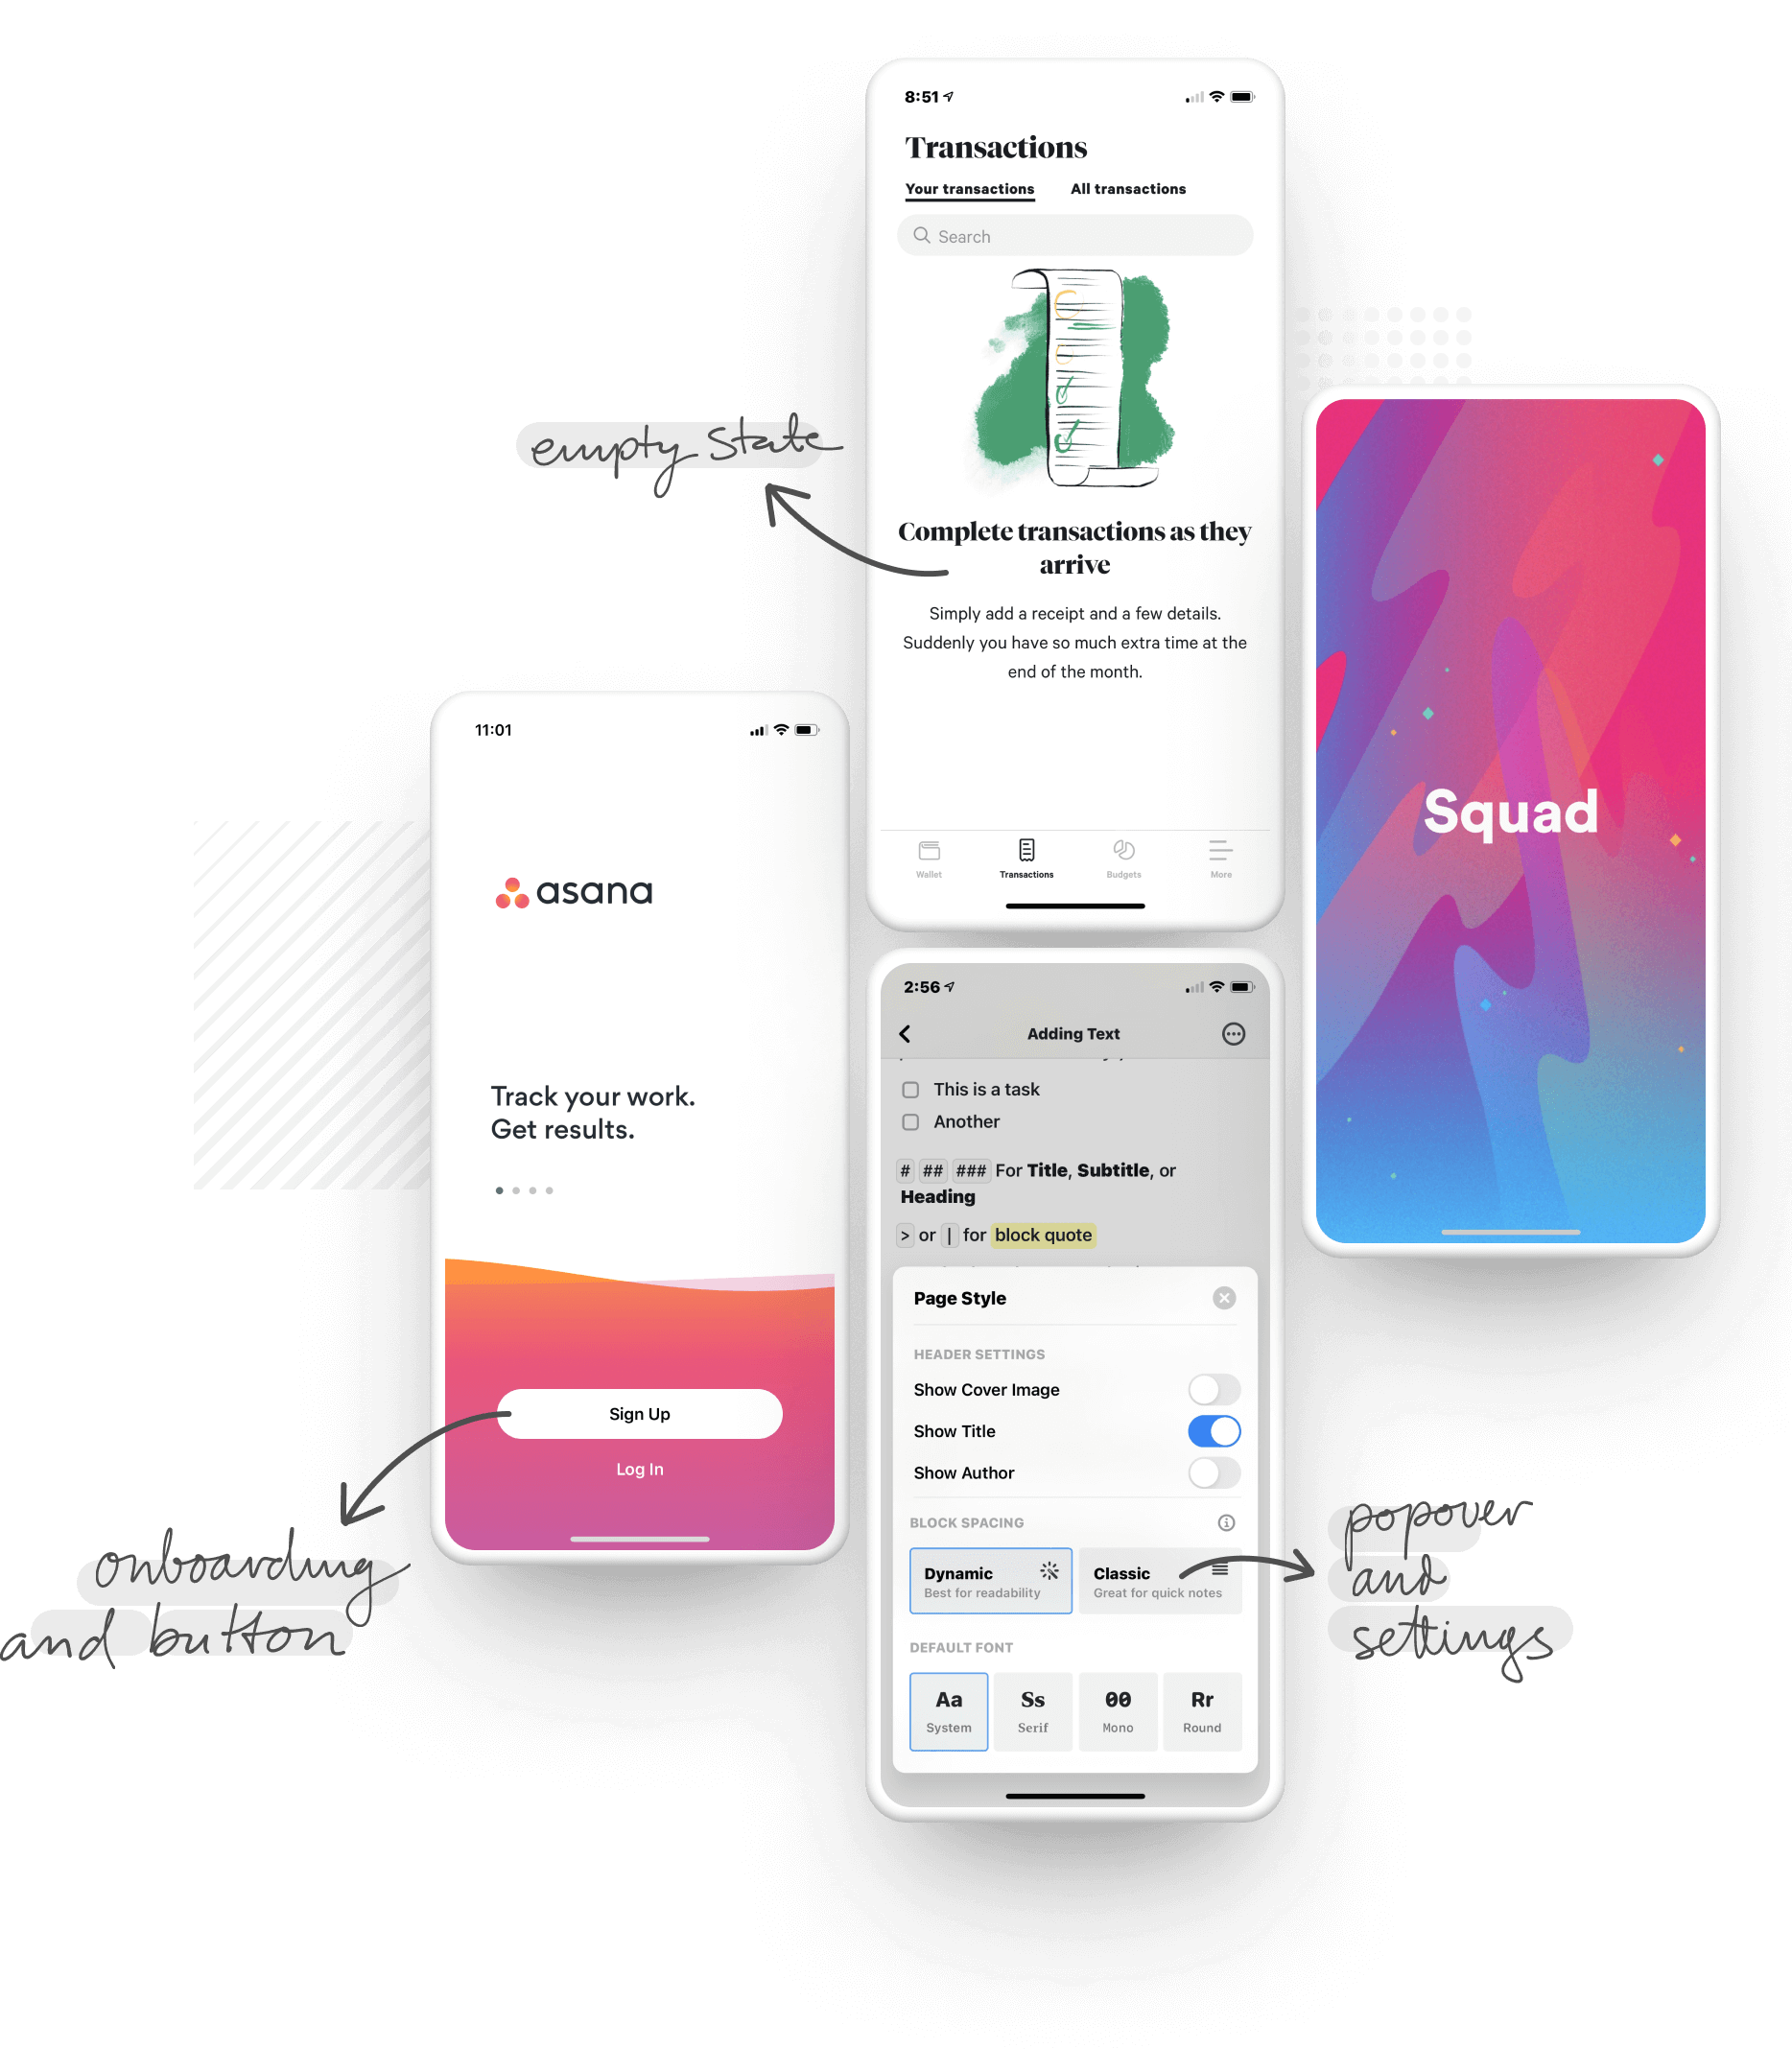 8:51
Transactions
Your transactions All transactions
Search
Complete transactions as they
arrive
Simply add a receipt and a few details.
Suddenly you have so much extra time at the
end of the month.
Wallet Transactions Budgets More
empty state
Squad
11:01
asana
Track your work.
Get results.
Sign Up
Log In
onboarding
and button
2:56
Adding Text
This is a task
Another
# ## ### For Title, Subtitle, or
Heading
> or | for block quote
Page Style
HEADER SETTINGS
Show Cover Image
Show Title
Show Author
BLOCK SPACING
Dynamic Classic
Best for readability Great for quick notes
DEFAULT FONT
Aa Ss 00 Rr
System Serif Mono Round
popover
and
settings